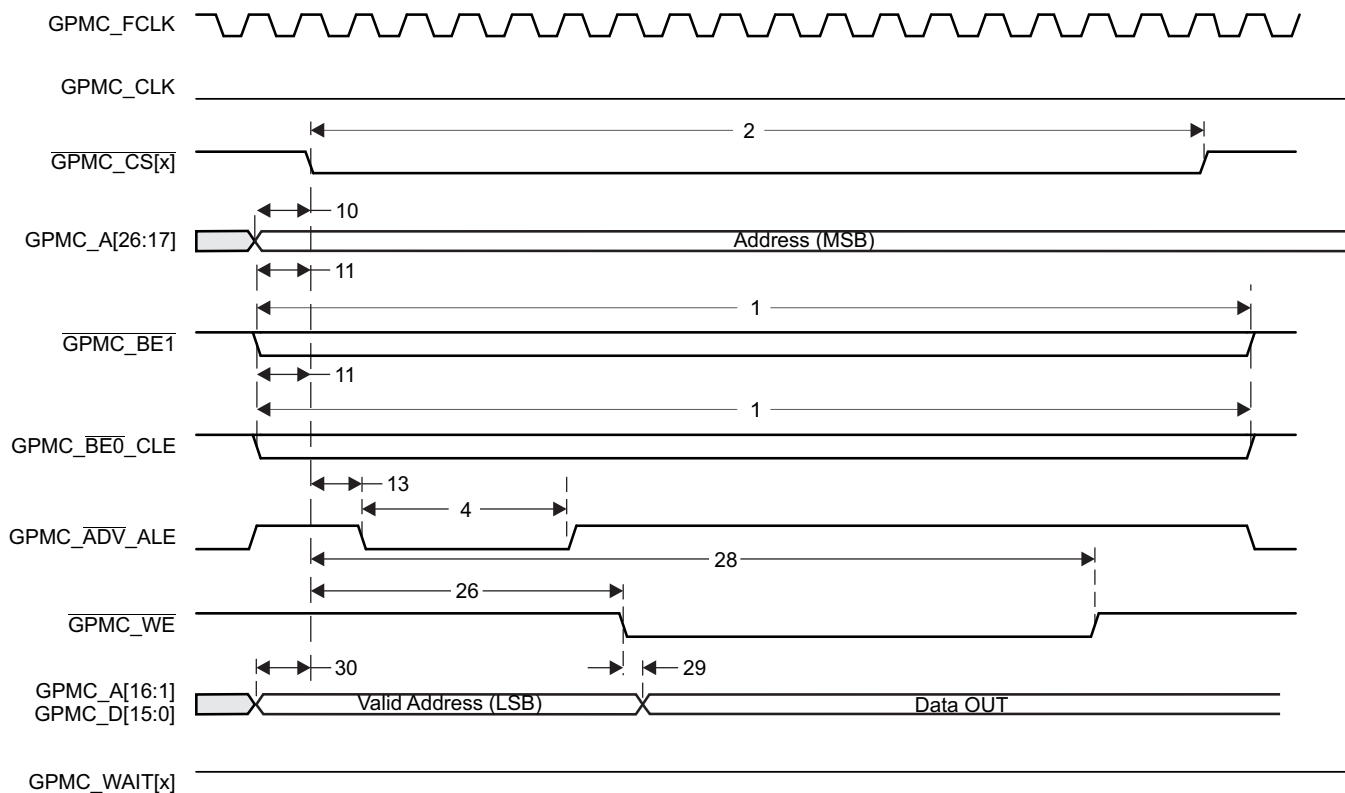 GPMC_FCLK
GPMC_CLK
2
GPMC_CS[x]
10
GPMC_A[26:17]
Address (MSB)
11
1
GPMC_BE1
11
1
GPMC_BE0_CLE
13
4
GPMC_ADV_ALE
28
26
GPMC_WE
30
29
GPMC_A[16:1]
GPMC_D[15:0]
Valid Address (LSB)
Data OUT
GPMC_WAIT[x]